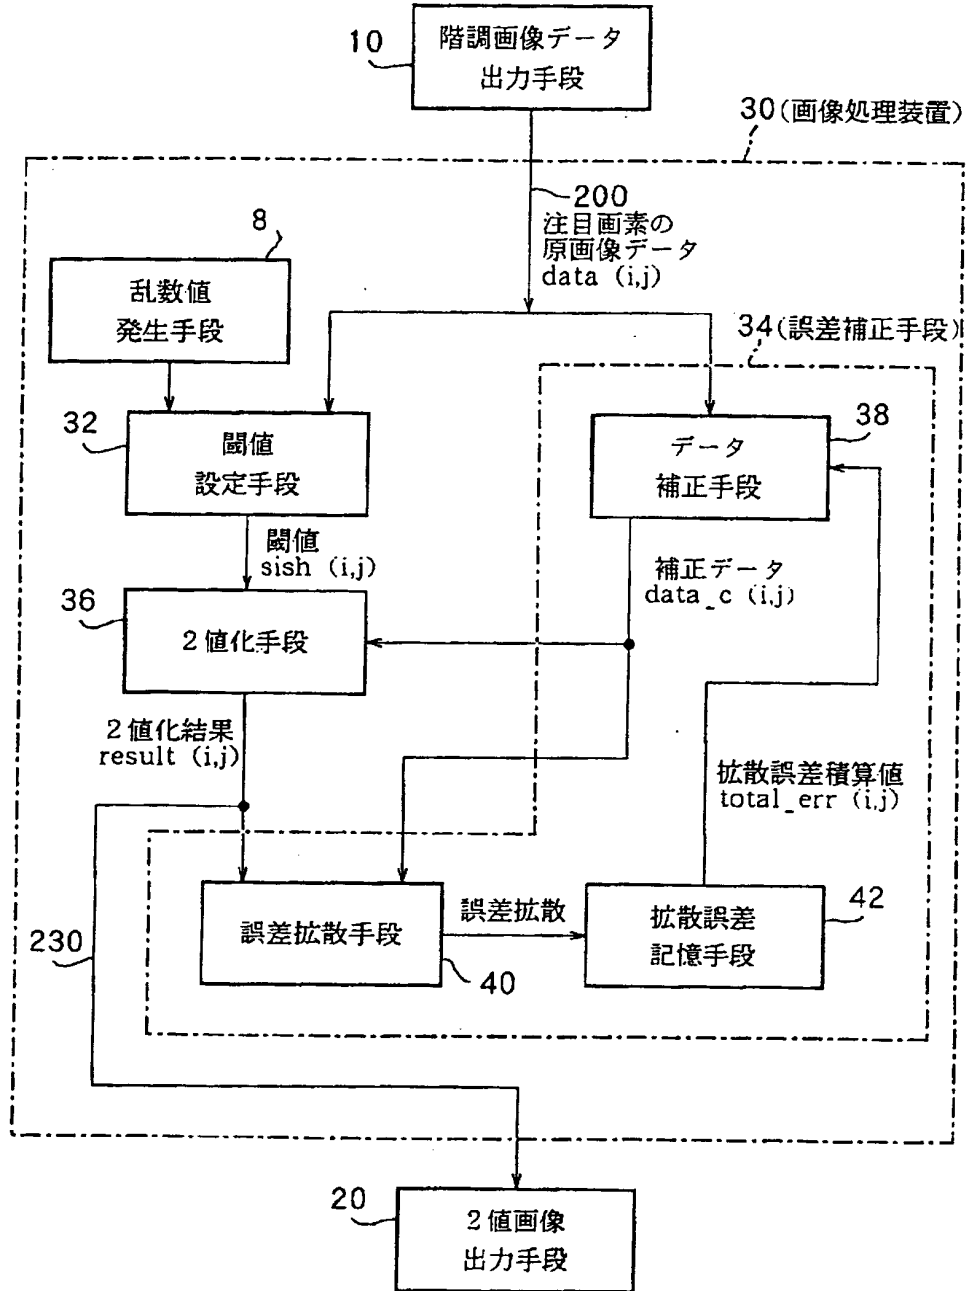 10
階調画像データ
出力手段
30(画像処理装置)
200
注目画素の
原画像データ
data (i,j)
8
乱数値
発生手段
34(誤差補正手段)
32
閾値
設定手段
38
データ
補正手段
閾値
sish (i,j)
補正データ
data_c (i,j)
36
2値化手段
2値化結果
result (i,j)
拡散誤差積算値
total_err (i,j)
230
誤差拡散手段
40
誤差拡散
拡散誤差
記憶手段
42
20
2値画像
出力手段